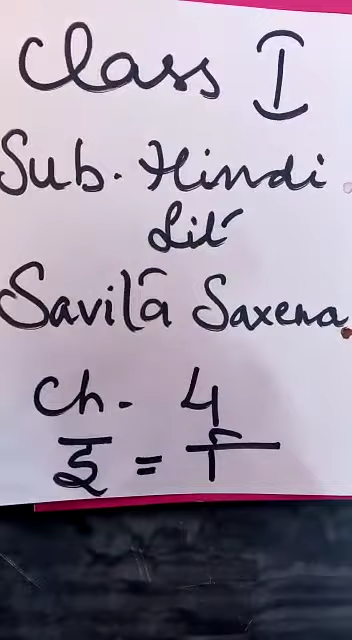 Class I
Sub. Hindi
Lit
Savita Saxena
Ch. 4
इ = ि